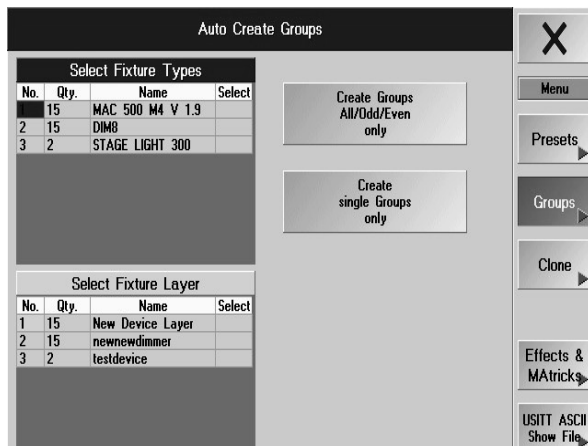 Auto Create Groups
Select Fixture Types
No. Qty. Name Select
1 15 MAC 500 M4 V 1.9
2 15 DIM8
3 2 STAGE LIGHT 300
Create Groups
All/Odd/Even
only
Create
single Groups
only
Select Fixture Layer
No. Qty. Name Select
1 15 New Device Layer
2 15 newnewdimmer
3 2 testdevice
X
Menu
Presets
Groups
Clone
Effects &
MAtricks
USITT ASCII
Show File